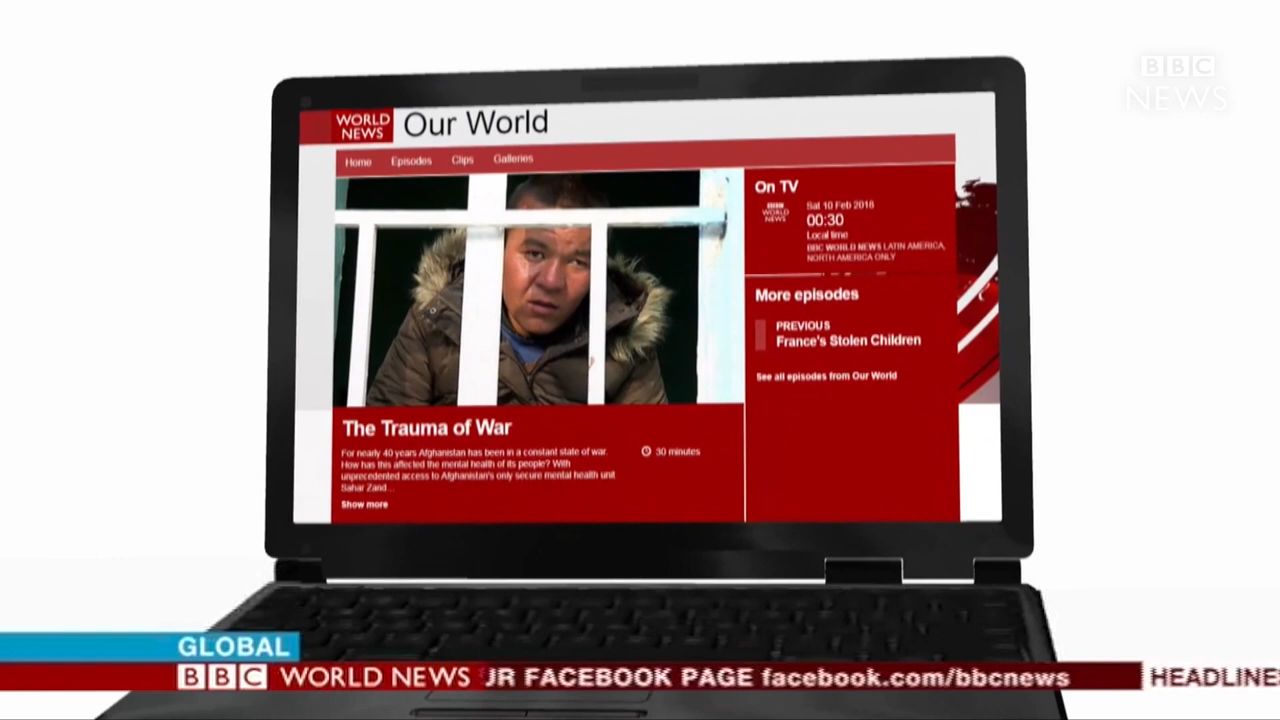 BBC
NEWS
WORLD
NEWS
Our World
Home Episodes Clips Galleries
On TV
BBC
WORLD
NEWS
Sat 10 Feb 2018
00:30
Local time
BBC WORLD NEWS LATIN AMERICA,
NORTH AMERICA ONLY
More episodes
PREVIOUS
France's Stolen Children
See all episodes from Our World
The Trauma of War
For nearly 40 years Afghanistan has been in a constant state of war.
How has this affected the mental health of its people? With
unprecedented access to Afghanistan's only secure mental health unit
Sahar Zand...
30 minutes
Show more
GLOBAL
BBC WORLD NEWS UR FACEBOOK PAGE facebook.com/bbcnews HEADLINE